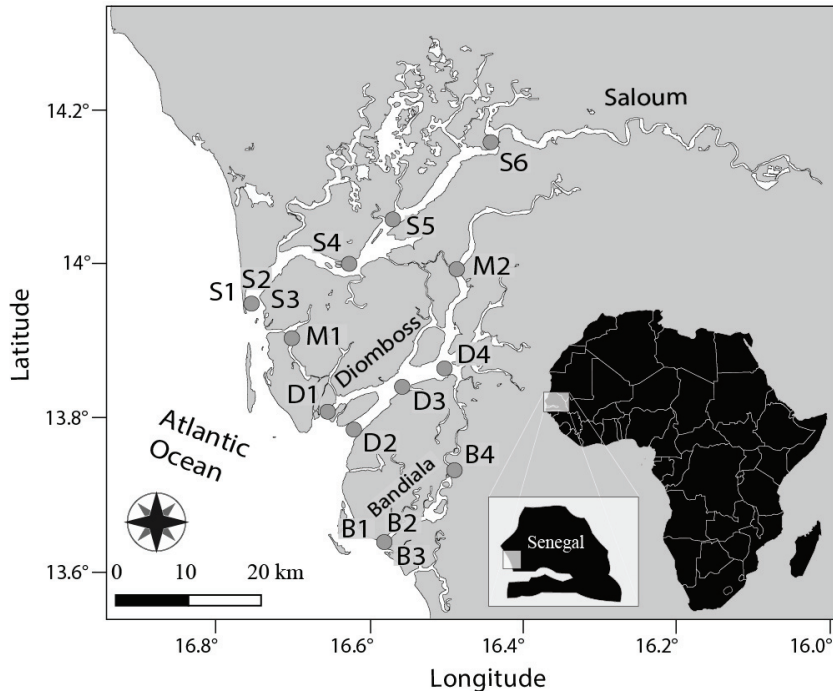 14.2°
Saloum
S6
S5
S4
14°
M2
S2
S1
S3
M1
Latitude
Diomboss
D4
D1
D3
13.8°
D2
Atlantic
Ocean
B4
Bandiala
B2
B1
Senegal
B3
13.6°
0 10 20 km
16.8° 16.6° 16.4° 16.2° 16.0°
Longitude